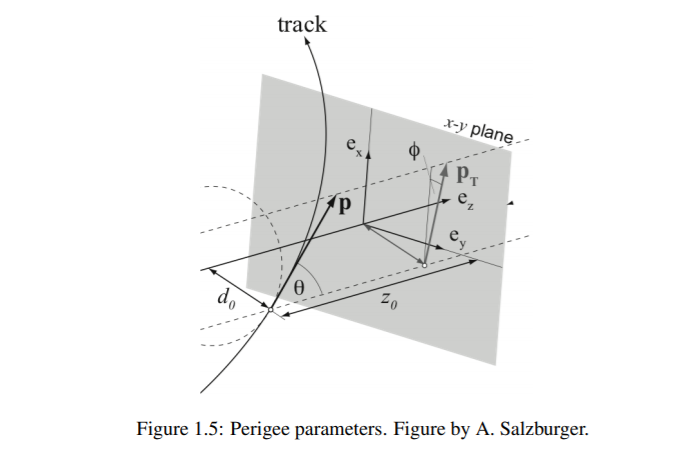 track
x-y plane
e_x
ϕ
p_T
p
e_z
e_y
θ
d_0
z_0
Figure 1.5: Perigee parameters. Figure by A. Salzburger.